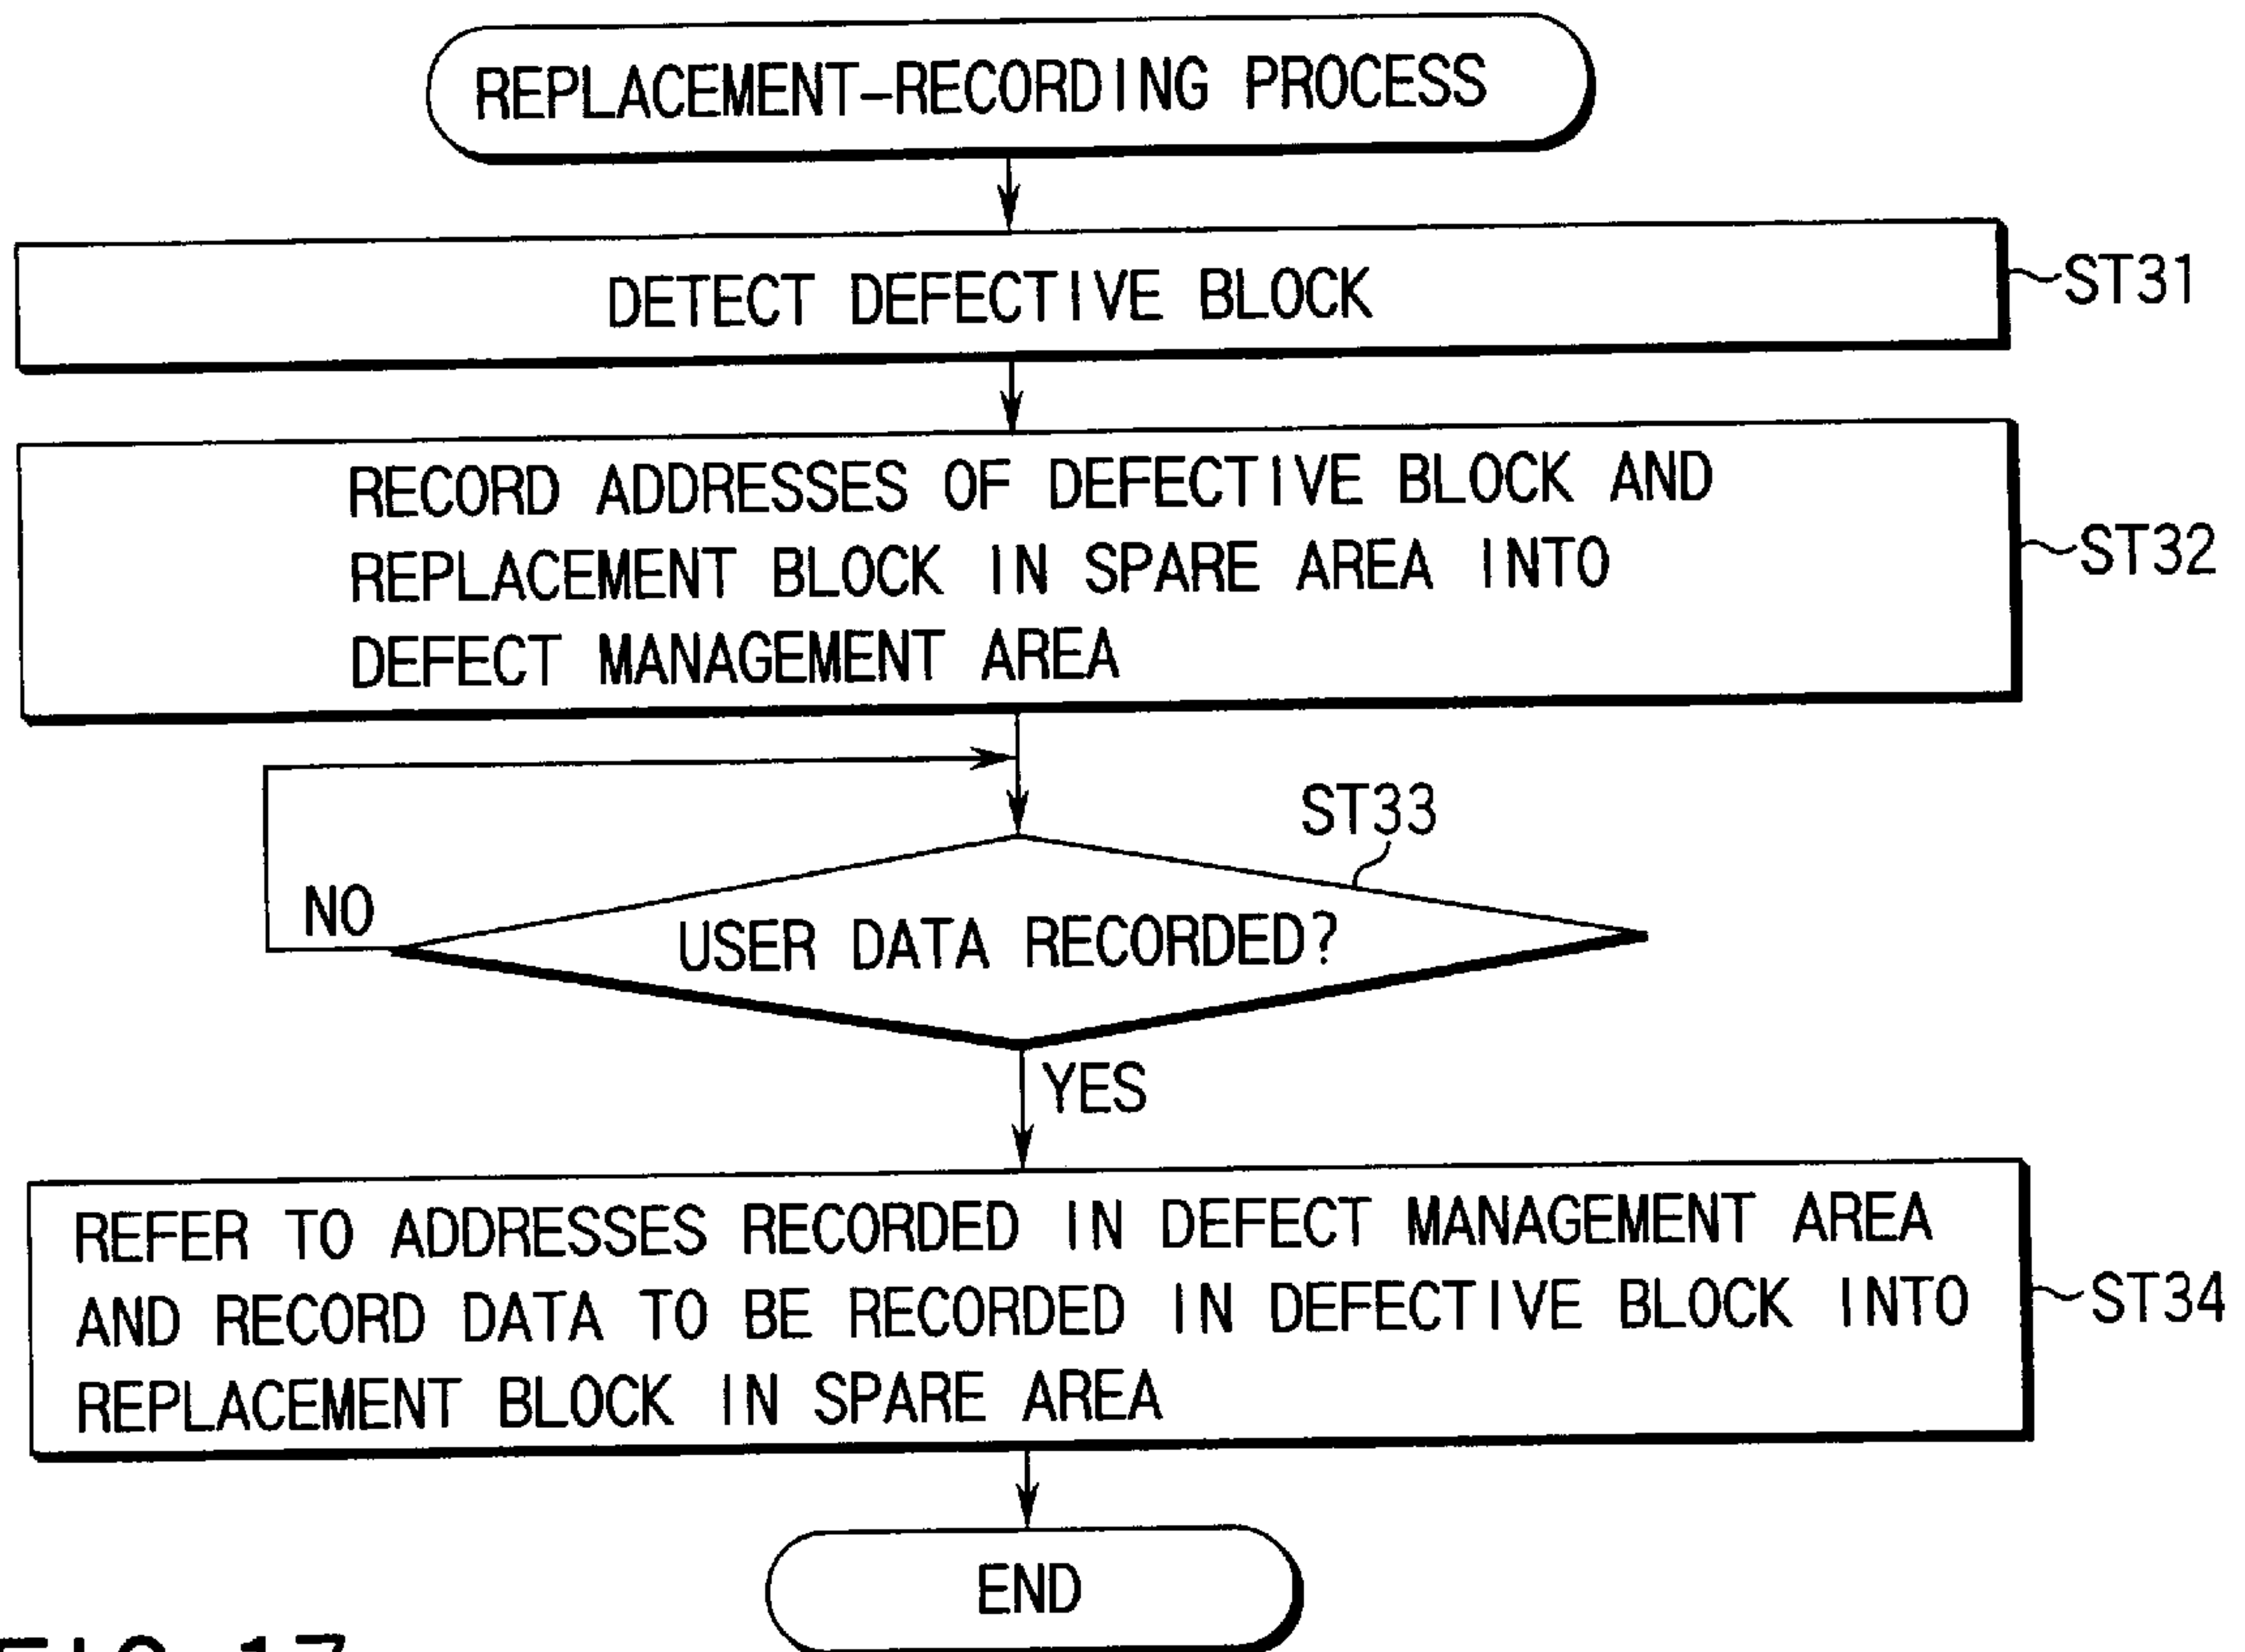 REPLACEMENT-RECORDING PROCESS
DETECT DEFECTIVE BLOCK
ST31
RECORD ADDRESSES OF DEFECTIVE BLOCK AND
REPLACEMENT BLOCK IN SPARE AREA INTO
DEFECT MANAGEMENT AREA
ST32
ST33
NO
USER DATA RECORDED?
YES
REFER TO ADDRESSES RECORDED IN DEFECT MANAGEMENT AREA
AND RECORD DATA TO BE RECORDED IN DEFECTIVE BLOCK INTO
REPLACEMENT BLOCK IN SPARE AREA
ST34
END